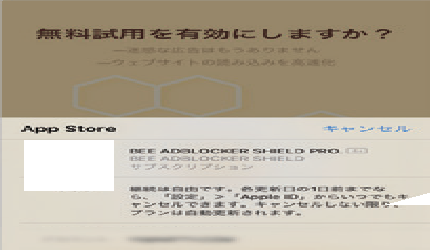 無料試用を有効にしますか？
—迷惑な広告はもうありません
—ウェブサイトの読み込みを高速化
App Store
キャンセル
BEE ADBLOCKER SHIELD PRO
BEE ADBLOCKER SHIELD
サブスクリプション
継続は自由です。各更新日の1日前までな
ら、「設定」>「Apple ID」からいつでもキ
ャンセルできます。キャンセルしない限り、
プランは自動更新されます。